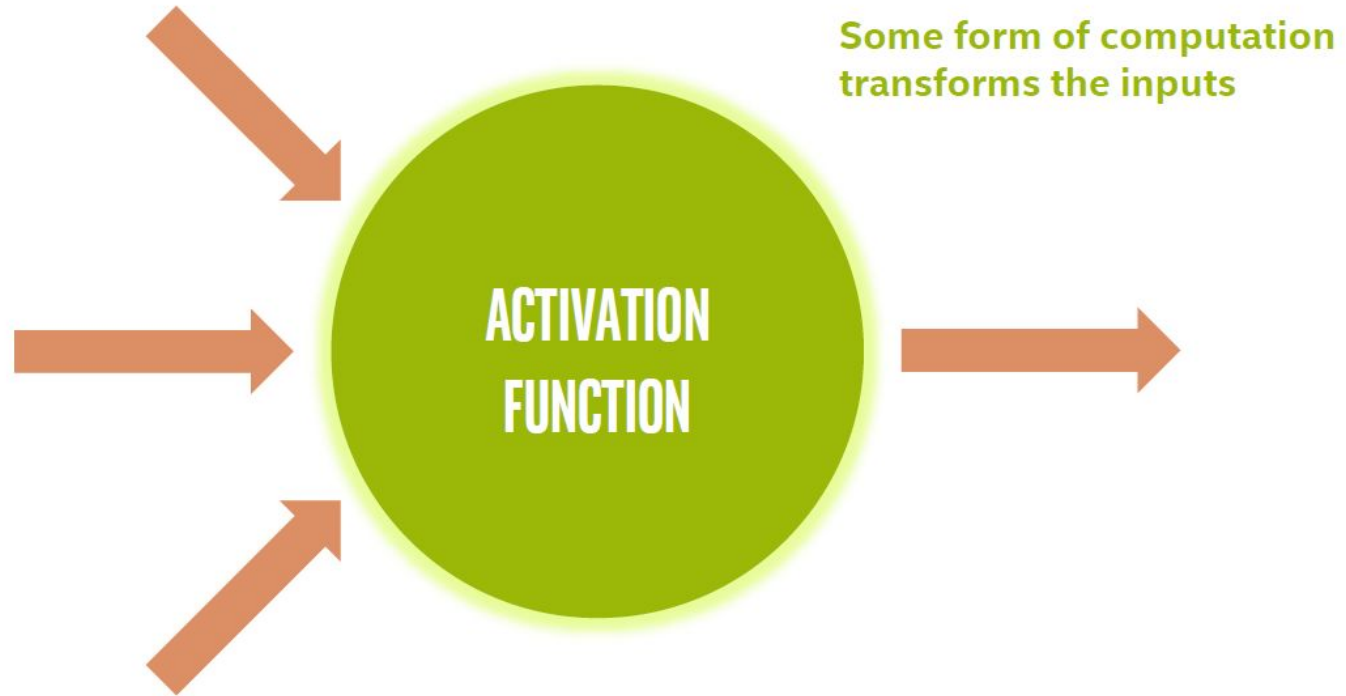 Some form of computation
transforms the inputs
ACTIVATION
FUNCTION